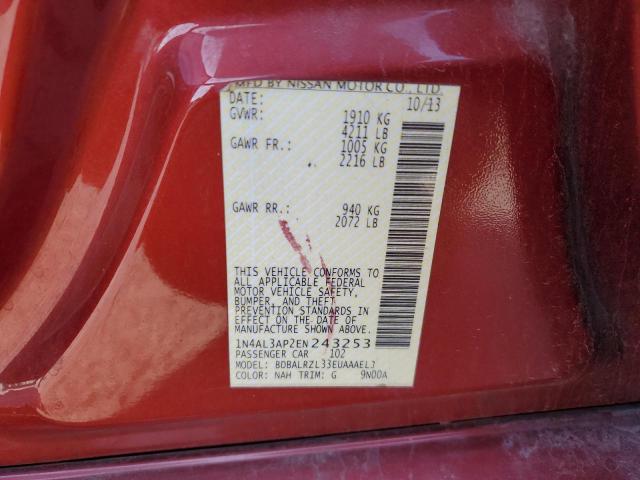 MFD BY NISSAN MOTOR CO., LTD.
DATE: 10/13
GVWR: 1910 KG
4211 LB
GAWR FR.: 1005 KG
2216 LB
GAWR RR.: 940 KG
2072 LB
THIS VEHICLE CONFORMS TO
ALL APPLICABLE FEDERAL
MOTOR VEHICLE SAFETY,
BUMPER, AND THEFT
PREVENTION STANDARDS IN
EFFECT ON THE DATE OF
MANUFACTURE SHOWN ABOVE.
1N4AL3AP2EN243253
PASSENGER CAR 102
MODEL: BDBALRZL33EUAAAEL3
COLOR: NAH TRIM: G 9N00A